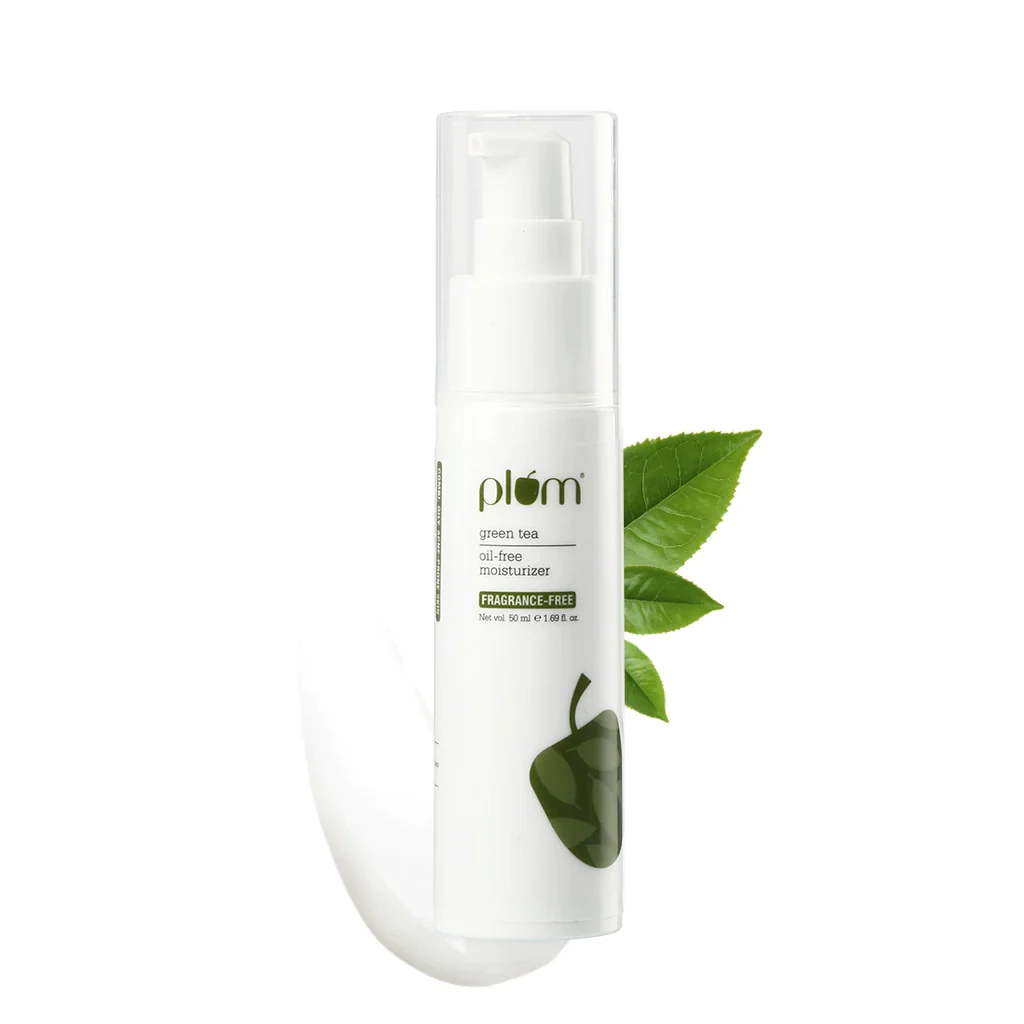 plum®
green tea
oil-free
moisturizer
FRAGRANCE-FREE
Net vol. 50 ml ℮ 1.69 fl. oz.